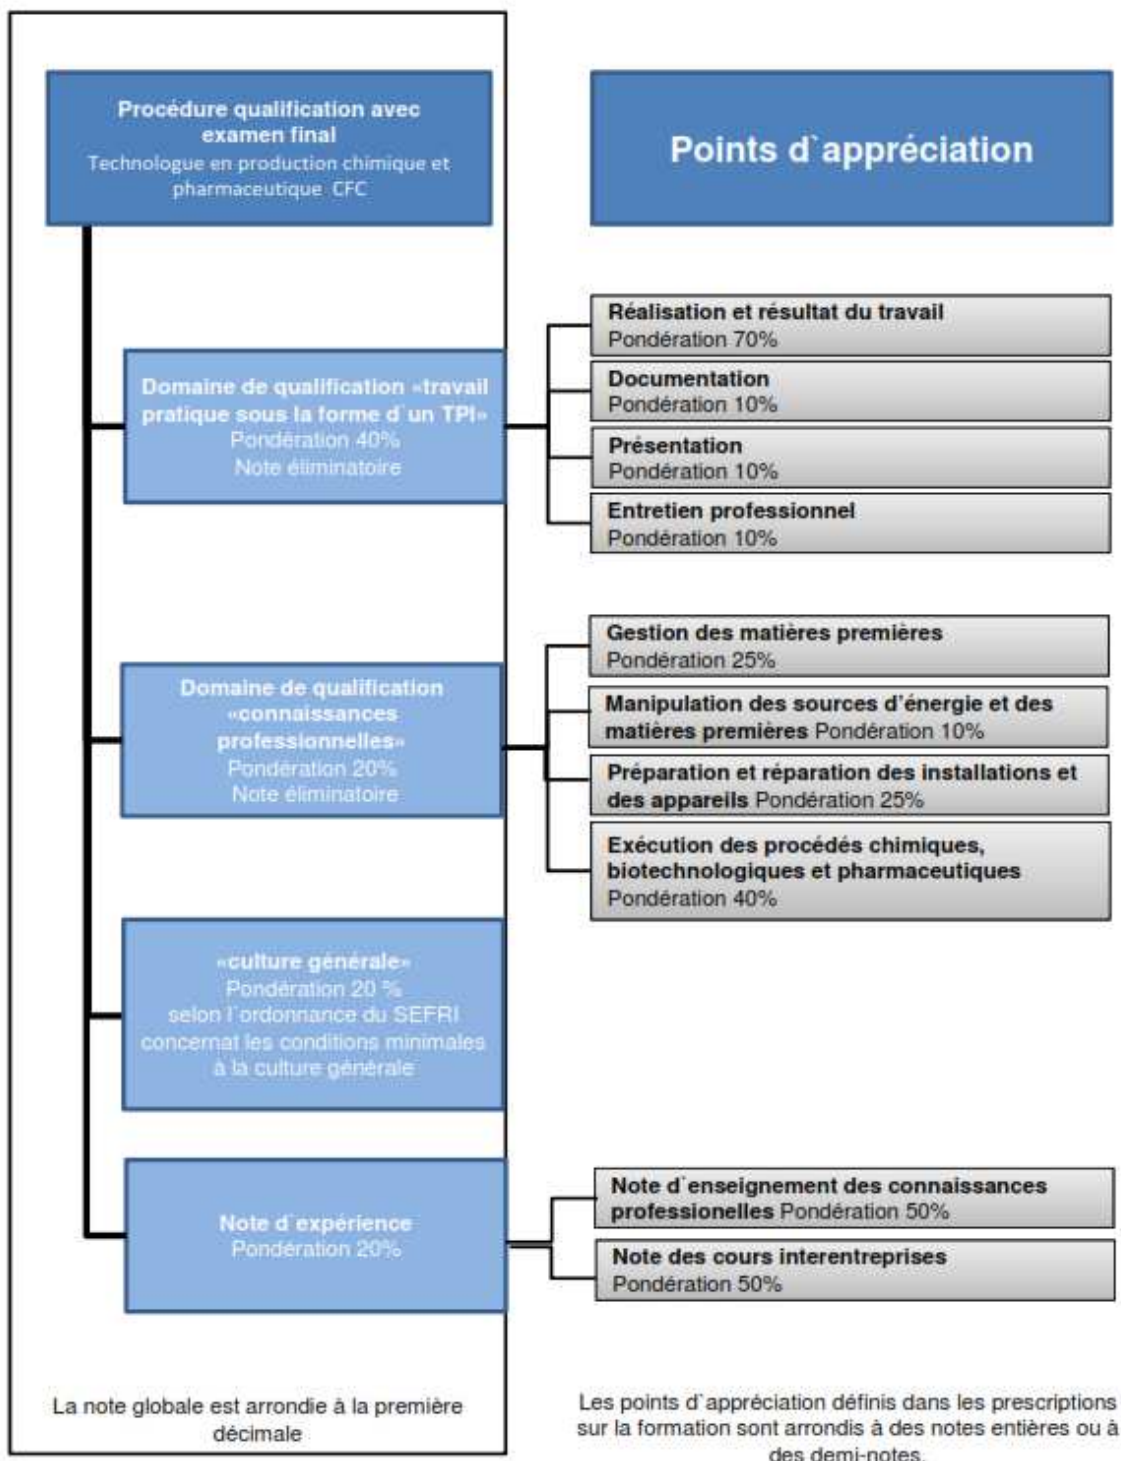 Procédure qualification avec
examen final
Technologue en production chimique et
pharmaceutique CFC
Points d`appréciation
Domaine de qualification «travail
pratique sous la forme d`un TPI»
Pondération 40%
Note éliminatoire
Réalisation et résultat du travail
Pondération 70%
Documentation
Pondération 10%
Présentation
Pondération 10%
Entretien professionnel
Pondération 10%
Domaine de qualification
«connaissances
professionnelles»
Pondération 20%
Note éliminatoire
Gestion des matières premières
Pondération 25%
Manipulation des sources d’énergie et des
matières premières Pondération 10%
Préparation et réparation des installations et
des appareils Pondération 25%
Exécution des procédés chimiques,
biotechnologiques et pharmaceutiques
Pondération 40%
«culture générale»
Pondération 20 %
selon l`ordonnance du SEFRI
concernat les conditions minimales
à la culture générale
Note d`expérience
Pondération 20%
Note d`enseignement des connaissances
professionelles Pondération 50%
Note des cours interentreprises
Pondération 50%
La note globale est arrondie à la première
décimale
Les points d`appréciation définis dans les prescriptions
sur la formation sont arrondis à des notes entières ou à
des demi-notes.